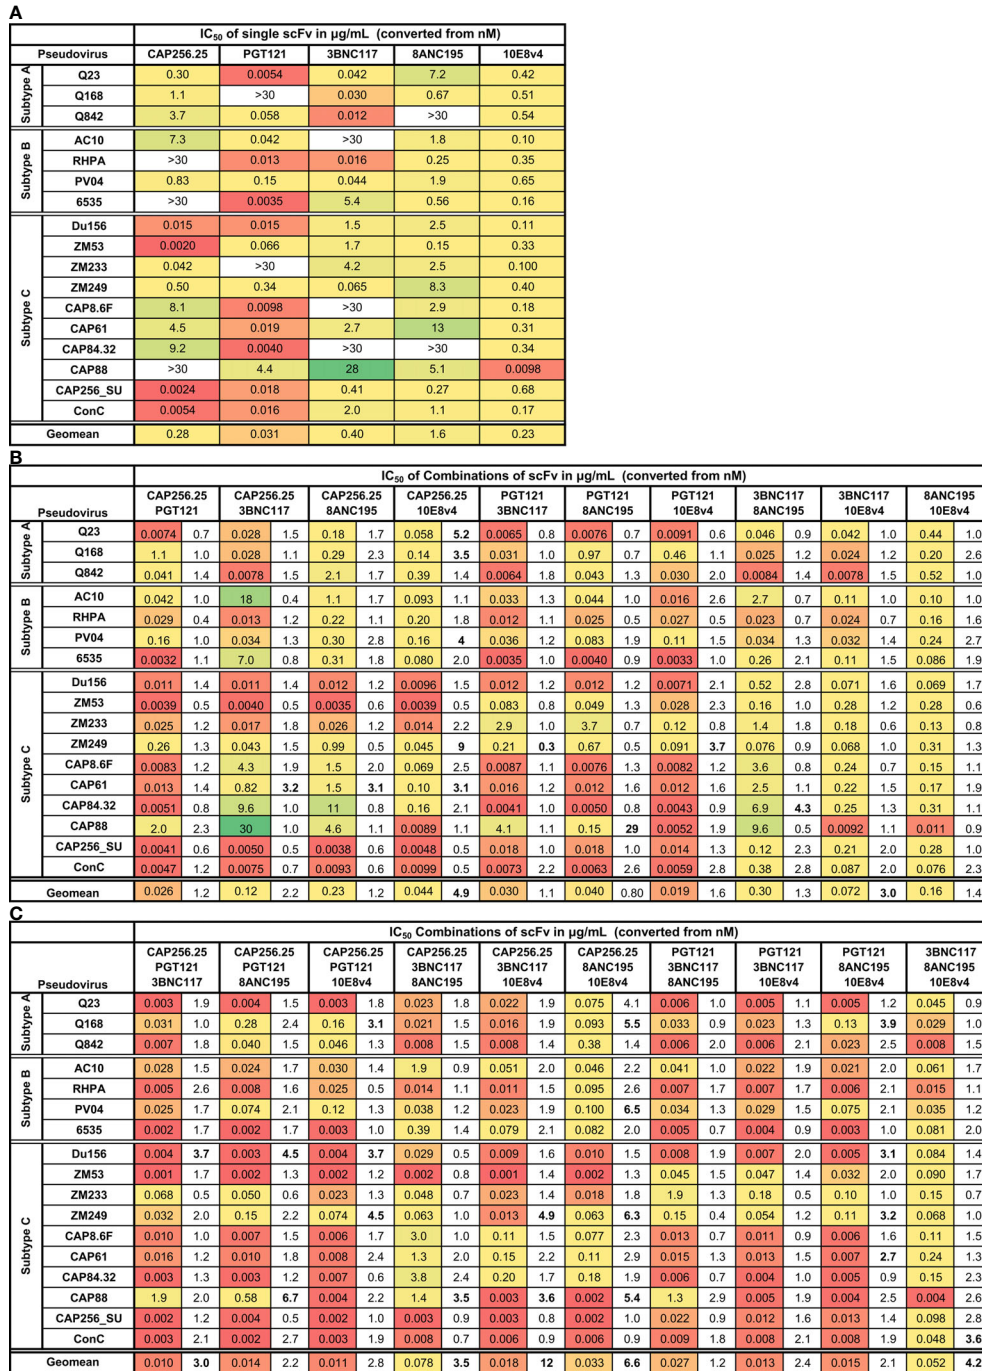 A
IC50 of single scFv in µg/mL (converted from nM)
Pseudovirus CAP256.25 PGT121 3BNC117 8ANC195 10E8v4
Subtype A
Q23 0.30 0.0054 0.042 7.2 0.42
Q168 1.1 >30 0.030 0.67 0.51
Q842 3.7 0.058 0.012 >30 0.54
Subtype B
AC10 7.3 0.042 >30 1.8 0.10
RHPA >30 0.013 0.016 0.25 0.35
PV04 0.83 0.15 0.044 1.9 0.65
6535 >30 0.0035 5.4 0.56 0.16
Subtype C
Du156 0.015 0.015 1.5 2.5 0.11
ZM53 0.0020 0.066 1.7 0.15 0.33
ZM233 0.042 >30 4.2 2.5 0.100
ZM249 0.50 0.34 0.065 8.3 0.40
CAP8.6F 8.1 0.0098 >30 2.9 0.18
CAP61 4.5 0.019 2.7 13 0.31
CAP84.32 9.2 0.0040 >30 >30 0.34
CAP88 >30 4.4 28 5.1 0.0098
CAP256_SU 0.0024 0.018 0.41 0.27 0.68
ConC 0.0054 0.016 2.0 1.1 0.17
Geomean 0.28 0.031 0.40 1.6 0.23
B
IC50 of Combinations of scFv in µg/mL (converted from nM)
CAP256.25 CAP256.25 CAP256.25 CAP256.25 PGT121 PGT121 PGT121 3BNC117 3BNC117 8ANC195
Pseudovirus PGT121 3BNC117 8ANC195 10E8v4 3BNC117 8ANC195 10E8v4 8ANC195 10E8v4 10E8v4
Subtype A
Q23 0.0074 0.7 0.028 1.5 0.18 1.7 0.058 5.2 0.0065 0.8 0.0076 0.7 0.0091 0.6 0.046 0.9 0.042 1.0 0.44 1.0
Q168 1.1 1.0 0.028 1.1 0.29 2.3 0.14 3.5 0.031 1.0 0.97 0.7 0.46 1.1 0.025 1.2 0.024 1.2 0.20 2.6
Q842 0.041 1.4 0.0078 1.5 2.1 1.7 0.39 1.4 0.0064 1.8 0.043 1.3 0.030 2.0 0.0084 1.4 0.0078 1.5 0.52 1.0
Subtype B
AC10 0.042 1.0 18 0.4 1.1 1.7 0.093 1.1 0.033 1.3 0.044 1.0 0.016 2.6 2.7 0.7 0.11 1.0 0.10 1.0
RHPA 0.029 0.4 0.013 1.2 0.22 1.1 0.20 1.8 0.012 1.1 0.025 0.5 0.027 0.5 0.023 0.7 0.024 0.7 0.16 1.6
PV04 0.16 1.0 0.034 1.3 0.30 2.8 0.16 4 0.036 1.2 0.083 1.9 0.11 1.5 0.034 1.3 0.032 1.4 0.24 2.7
6535 0.0032 1.1 7.0 0.8 0.31 1.8 0.080 2.0 0.0035 1.0 0.0040 0.9 0.0033 1.0 0.26 2.1 0.11 1.5 0.086 1.9
Subtype C
Du156 0.011 1.4 0.011 1.4 0.012 1.2 0.0096 1.5 0.012 1.2 0.012 1.2 0.0071 2.1 0.52 2.8 0.071 1.6 0.069 1.7
ZM53 0.0039 0.5 0.0040 0.5 0.0035 0.6 0.0039 0.5 0.083 0.8 0.049 1.3 0.028 2.3 0.16 1.0 0.28 1.2 0.28 0.6
ZM233 0.025 1.2 0.017 1.8 0.026 1.2 0.014 2.2 2.9 1.0 3.7 0.7 0.12 0.8 1.4 1.8 0.18 0.6 0.13 0.8
ZM249 0.26 1.3 0.043 1.5 0.99 0.5 0.045 9 0.21 0.3 0.67 0.5 0.091 3.7 0.076 0.9 0.068 1.0 0.31 1.3
CAP8.6F 0.0083 1.2 4.3 1.9 1.5 2.0 0.069 2.5 0.0087 1.1 0.0076 1.3 0.0082 1.2 3.6 0.8 0.24 0.7 0.15 1.1
CAP61 0.013 1.4 0.82 3.2 1.5 3.1 0.10 3.1 0.016 1.2 0.012 1.6 0.012 1.6 2.5 1.1 0.22 1.5 0.17 1.7
CAP84.32 0.0051 0.8 9.6 1.0 11 0.8 0.16 2.1 0.0041 1.0 0.0050 0.8 0.0043 0.9 6.9 4.3 0.25 1.3 0.31 1.1
CAP88 2.0 2.3 30 1.0 4.6 1.1 0.0089 1.1 4.1 1.1 0.15 29 0.0052 1.9 9.6 0.5 0.0092 1.1 0.011 0.9
CAP256_SU 0.0041 0.6 0.0050 0.5 0.0038 0.6 0.0048 0.5 0.018 1.0 0.018 1.0 0.014 1.3 0.12 2.3 0.21 2.0 0.28 1.0
ConC 0.0047 1.2 0.0075 0.7 0.0093 0.6 0.0099 0.5 0.0073 2.2 0.0063 2.6 0.0059 2.8 0.38 2.8 0.087 2.0 0.076 2.3
Geomean 0.026 1.2 0.12 2.2 0.23 1.2 0.044 4.9 0.030 1.1 0.040 0.80 0.019 1.6 0.30 1.3 0.072 3.0 0.16 1.4
C
IC50 Combinations of scFv in µg/mL (converted from nM)
CAP256.25 CAP256.25 CAP256.25 CAP256.25 CAP256.25 CAP256.25 PGT121 PGT121 PGT121 3BNC117
PGT121 PGT121 PGT121 3BNC117 3BNC117 8ANC195 3BNC117 3BNC117 8ANC195 8ANC195
Pseudovirus 3BNC117 8ANC195 10E8v4 8ANC195 10E8v4 10E8v4 8ANC195 10E8v4 10E8v4 10E8v4
Subtype A
Q23 0.003 1.9 0.004 1.5 0.003 1.8 0.023 1.8 0.022 1.9 0.075 4.1 0.006 1.0 0.005 1.1 0.005 1.2 0.045 0.9
Q168 0.031 1.0 0.28 2.4 0.16 3.1 0.021 1.5 0.016 1.9 0.093 5.5 0.033 0.9 0.023 1.3 0.13 3.9 0.029 1.0
Q842 0.007 1.8 0.040 1.5 0.046 1.3 0.008 1.5 0.008 1.4 0.38 1.4 0.006 2.0 0.006 2.1 0.023 2.5 0.008 1.5
Subtype B
AC10 0.028 1.5 0.024 1.7 0.030 1.4 1.9 0.9 0.051 2.0 0.046 2.2 0.041 1.0 0.022 1.9 0.021 2.0 0.061 1.7
RHPA 0.005 2.6 0.008 1.6 0.025 0.5 0.014 1.1 0.011 1.5 0.095 2.6 0.007 1.7 0.007 1.7 0.006 2.1 0.015 1.1
PV04 0.025 1.7 0.074 2.1 0.12 1.3 0.038 1.2 0.023 1.9 0.100 6.5 0.034 1.3 0.029 1.5 0.075 2.1 0.035 1.2
6535 0.002 1.7 0.002 1.7 0.003 1.0 0.39 1.4 0.079 2.1 0.082 2.0 0.005 0.7 0.004 0.9 0.003 1.0 0.081 2.0
Subtype C
Du156 0.004 3.7 0.003 4.5 0.004 3.7 0.029 0.5 0.009 1.6 0.010 1.5 0.008 1.9 0.007 2.0 0.005 3.1 0.084 1.4
ZM53 0.001 1.7 0.002 1.3 0.002 1.2 0.002 0.8 0.001 1.4 0.002 1.3 0.045 1.5 0.047 1.4 0.032 2.0 0.090 1.7
ZM233 0.068 0.5 0.050 0.6 0.023 1.3 0.048 0.7 0.023 1.4 0.018 1.8 1.9 1.3 0.18 0.5 0.10 1.0 0.15 0.7
ZM249 0.032 2.0 0.15 2.2 0.074 4.5 0.063 1.0 0.013 4.9 0.063 6.3 0.15 0.4 0.054 1.2 0.11 3.2 0.068 1.0
CAP8.6F 0.010 1.0 0.007 1.5 0.006 1.7 3.0 1.0 0.11 1.5 0.077 2.3 0.013 0.7 0.011 0.9 0.006 1.6 0.11 1.5
CAP61 0.016 1.2 0.010 1.8 0.008 2.4 1.3 2.0 0.15 2.2 0.11 2.9 0.015 1.3 0.013 1.5 0.007 2.7 0.24 1.3
CAP84.32 0.003 1.3 0.003 1.2 0.007 0.6 3.8 2.4 0.20 1.7 0.18 1.9 0.006 0.7 0.004 1.0 0.005 0.9 0.15 2.3
CAP88 1.9 2.0 0.58 6.7 0.004 2.2 1.4 3.5 0.003 3.6 0.002 5.4 1.3 2.9 0.005 1.9 0.004 2.5 0.004 2.6
CAP256_SU 0.002 1.2 0.004 0.5 0.002 1.0 0.003 0.9 0.003 0.8 0.002 1.0 0.022 0.9 0.012 1.6 0.013 1.4 0.098 2.8
ConC 0.003 2.1 0.002 2.7 0.003 1.9 0.008 0.7 0.006 0.9 0.006 0.9 0.009 1.8 0.008 2.1 0.008 1.9 0.048 3.6
Geomean 0.010 3.0 0.014 2.2 0.011 2.8 0.078 3.5 0.018 12 0.033 6.6 0.027 1.2 0.013 2.4 0.015 2.1 0.052 4.2